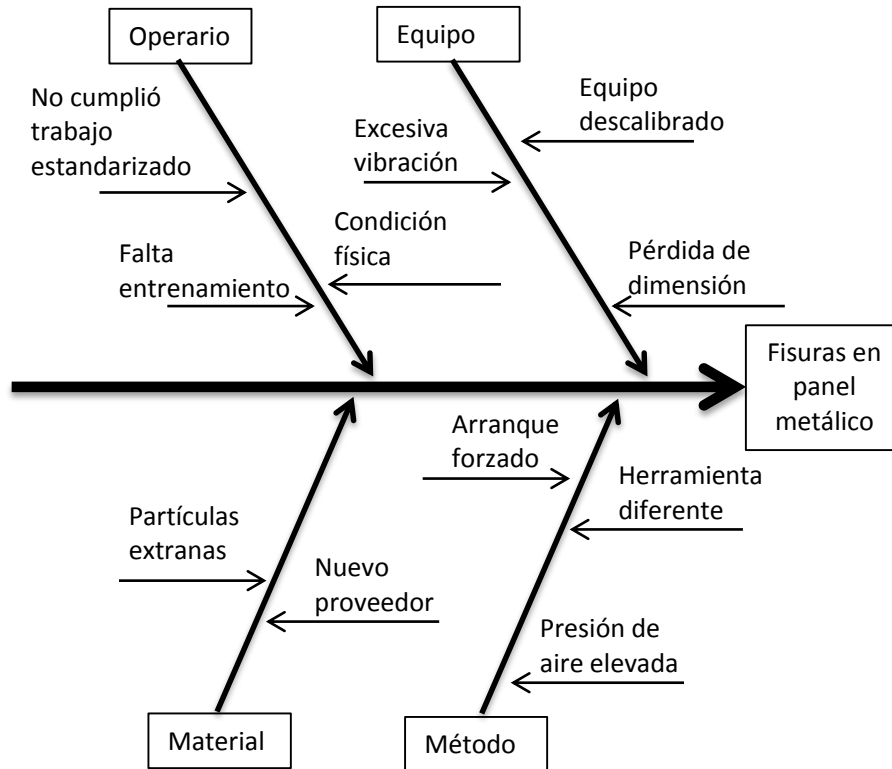 Operario
Equipo
No cumplió
trabajo
estandarizado
Excesiva
vibración
Equipo
descalibrado
Falta
entrenamiento
Condición
física
Pérdida de
dimensión
Fisuras en
panel
metálico
Arranque
forzado
Herramienta
diferente
Partículas
extranas
Nuevo
proveedor
Presión de
aire elevada
Material
Método